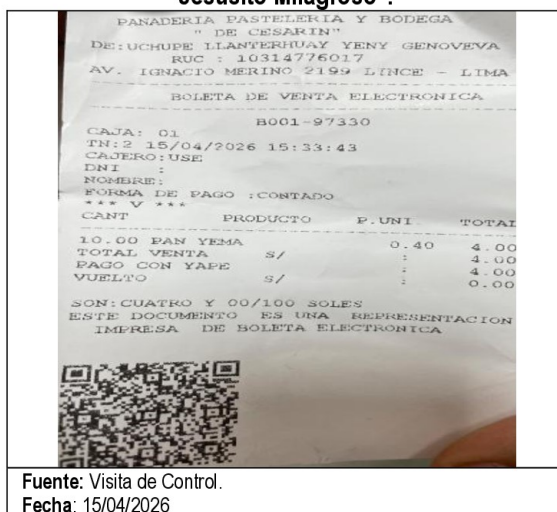 Jesusito Milagroso".
PANADERIA PASTELERIA Y BODEGA
" DE CESARIN"
DE:UCHUPE LLANTERHUAY YENY GENOVEVA
RUC : 10314776017
AV. IGNACIO MERINO 2199 LINCE - LIMA
BOLETA DE VENTA ELECTRONICA
B001-97330
CAJA: 01
TN:2 15/04/2026 15:33:43
CAJERO:USE
DNI :
NOMBRE:
FORMA DE PAGO :CONTADO
*** V ***
CANT PRODUCTO P.UNI TOTAL
10.00 PAN YEMA 0.40 4.00
TOTAL VENTA S/ : 4.00
PAGO CON YAPE : 4.00
VUELTO S/ : 0.00
SON:CUATRO Y 00/100 SOLES
ESTE DOCUMENTO ES UNA REPRESENTACION
IMPRESA DE BOLETA ELECTRONICA
Fuente: Visita de Control.
Fecha: 15/04/2026